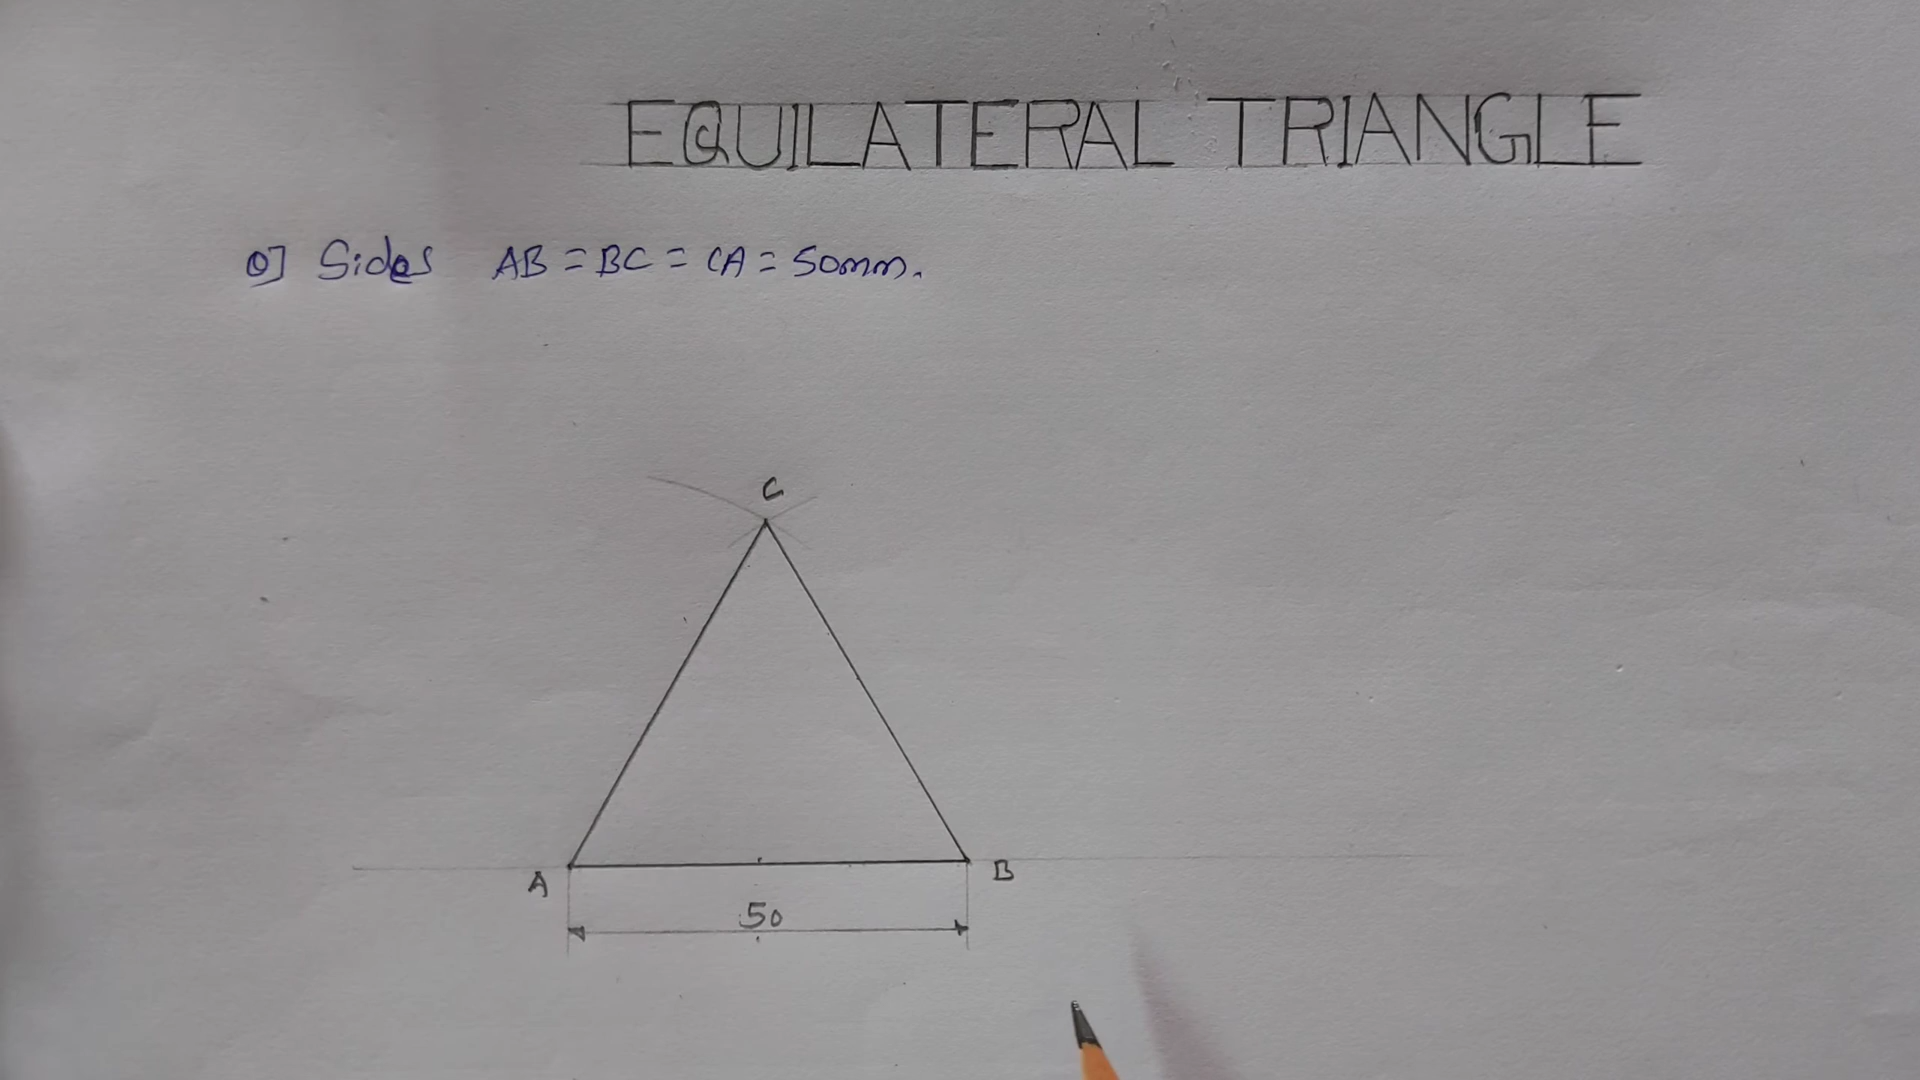 EQUILATERAL TRIANGLE
Q] Sides AB = BC = CA = 50mm.
C
A
B
50